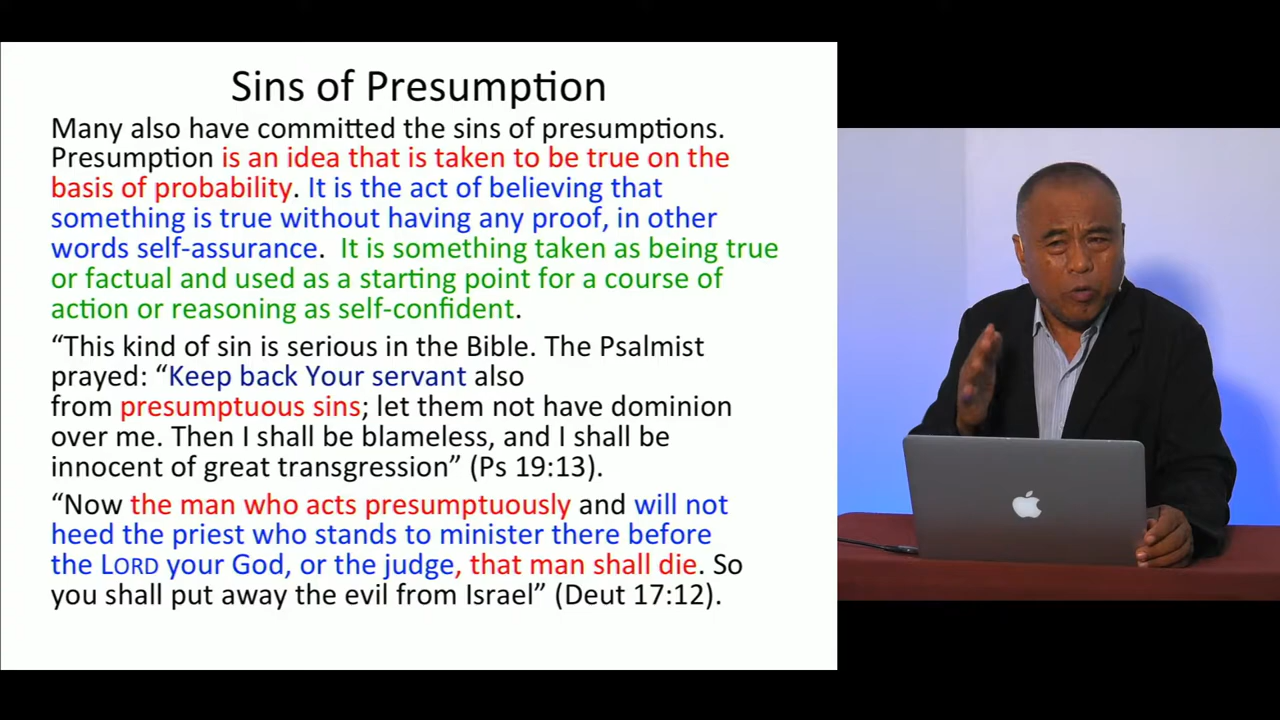 Sins of Presumption
Many also have committed the sins of presumptions.
Presumption is an idea that is taken to be true on the
basis of probability. It is the act of believing that
something is true without having any proof, in other
words self-assurance.  It is something taken as being true
or factual and used as a starting point for a course of
action or reasoning as self-confident.
“This kind of sin is serious in the Bible. The Psalmist
prayed: “Keep back Your servant also
from presumptuous sins; let them not have dominion
over me. Then I shall be blameless, and I shall be
innocent of great transgression” (Ps 19:13).
“Now the man who acts presumptuously and will not
heed the priest who stands to minister there before
the LORD your God, or the judge, that man shall die. So
you shall put away the evil from Israel” (Deut 17:12).